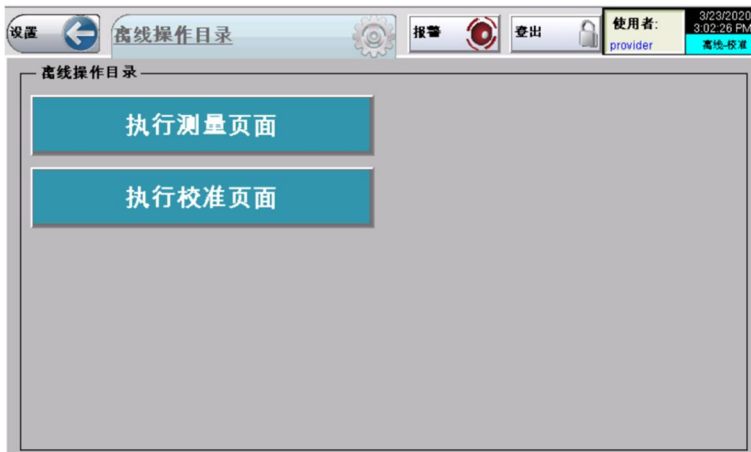 设置
离线操作目录
报警
登出
使用者:
provider
3/23/2020
3:02:26 PM
离线-校准
离线操作目录
执行测量页面
执行校准页面